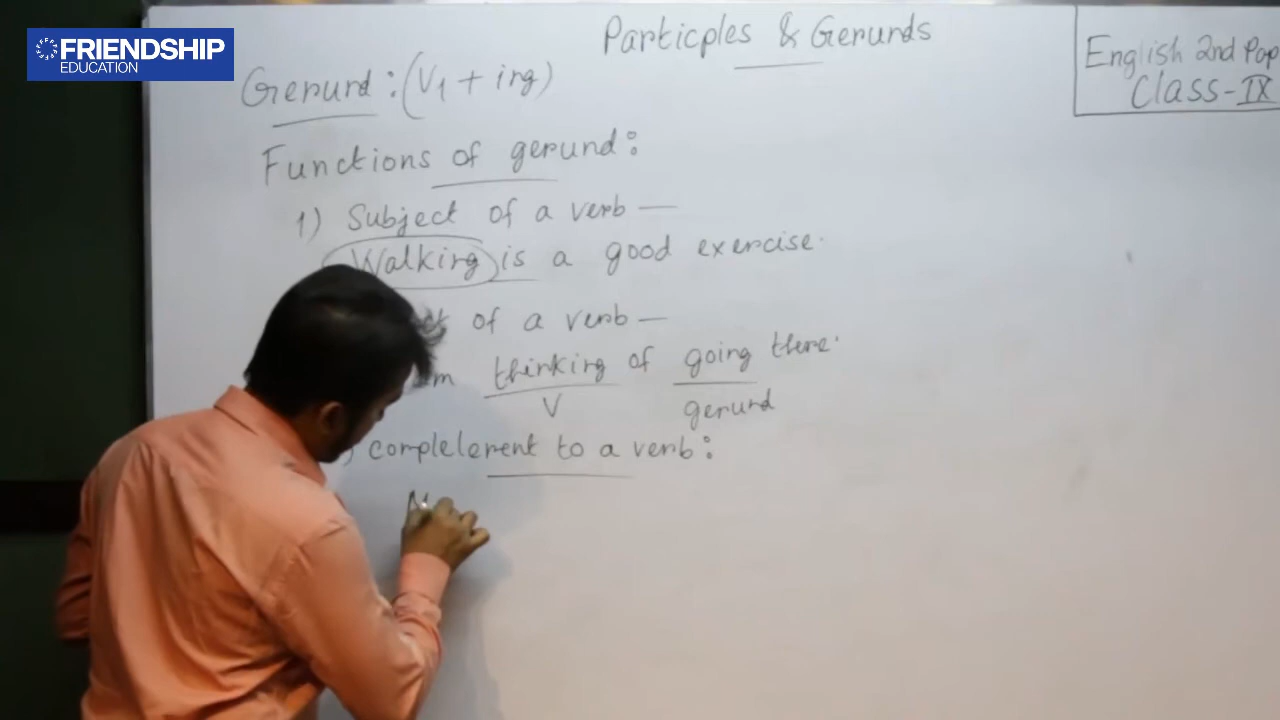 FRIENDSHIP
EDUCATION
Particples & Gerunds
English 2nd Pap
Class-IX
Gerund : (V1 + ing)
Functions of gerund:
1) Subject of a verb —
Walking is a good exercise.
of a verb —
thinking of going there.
V gerund
complelement to a verb: